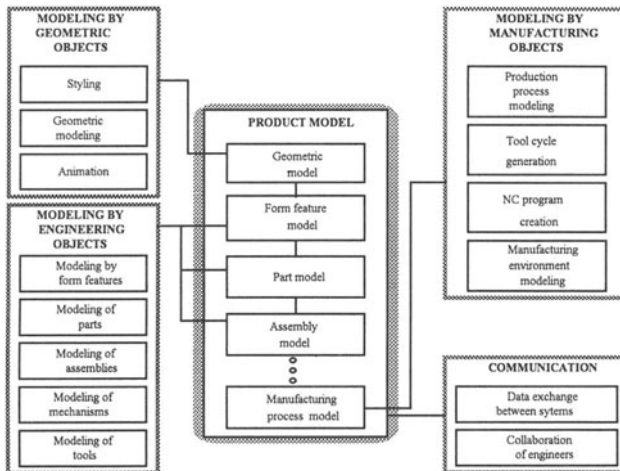 MODELING BY
GEOMETRIC
OBJECTS
Styling
Geometric
modeling
Animation
MODELING BY
ENGINEERING
OBJECTS
Modeling by
form features
Modeling of
parts
Modeling of
assemblies
Modeling of
mechanisms
Modeling of
tools
PRODUCT MODEL
Geometric
model
Form feature
model
Part model
Assembly
model
Manufacturing
process model
MODELING BY
MANUFACTURING
OBJECTS
Production
process
modeling
Tool cycle
generation
NC program
creation
Manufacturing
environment
modeling
COMMUNICATION
Data exchange
between sytems
Collaboration
of engineers